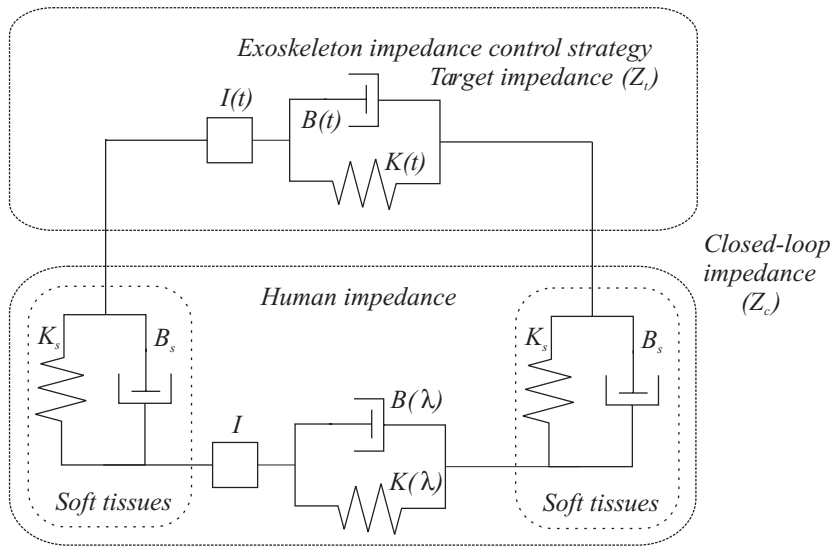 Exoskeleton impedance control strategy
Target impedance (Zt)
I(t)
B(t)
K(t)
Closed-loop
impedance
(Zc)
Human impedance
Ks
Bs
Ks
Bs
I
B(λ)
K(λ)
Soft tissues
Soft tissues